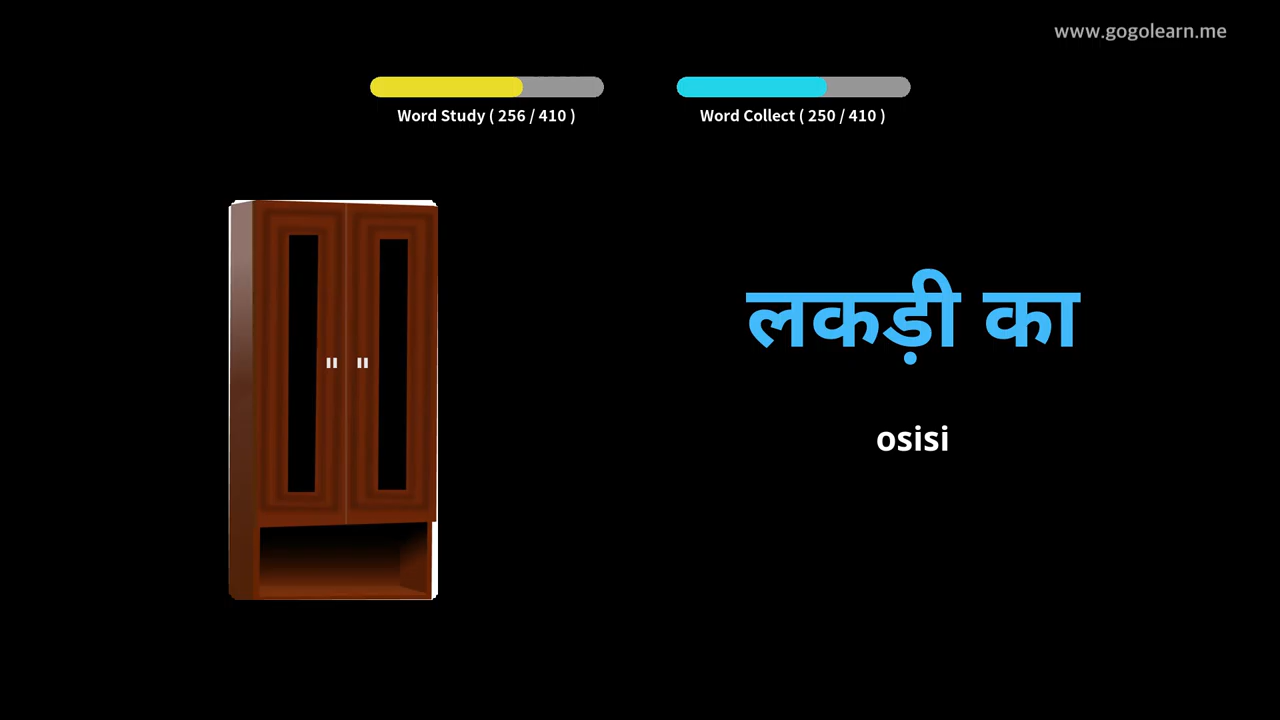 www.gogolearn.me
Word Study ( 256 / 410 )
Word Collect ( 250 / 410 )
लकड़ी का
osisi